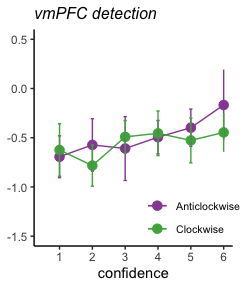 vmPFC detection
0.5
0.0
-0.5
-1.0
-1.5
Anticlockwise
Clockwise
1 2 3 4 5 6
confidence